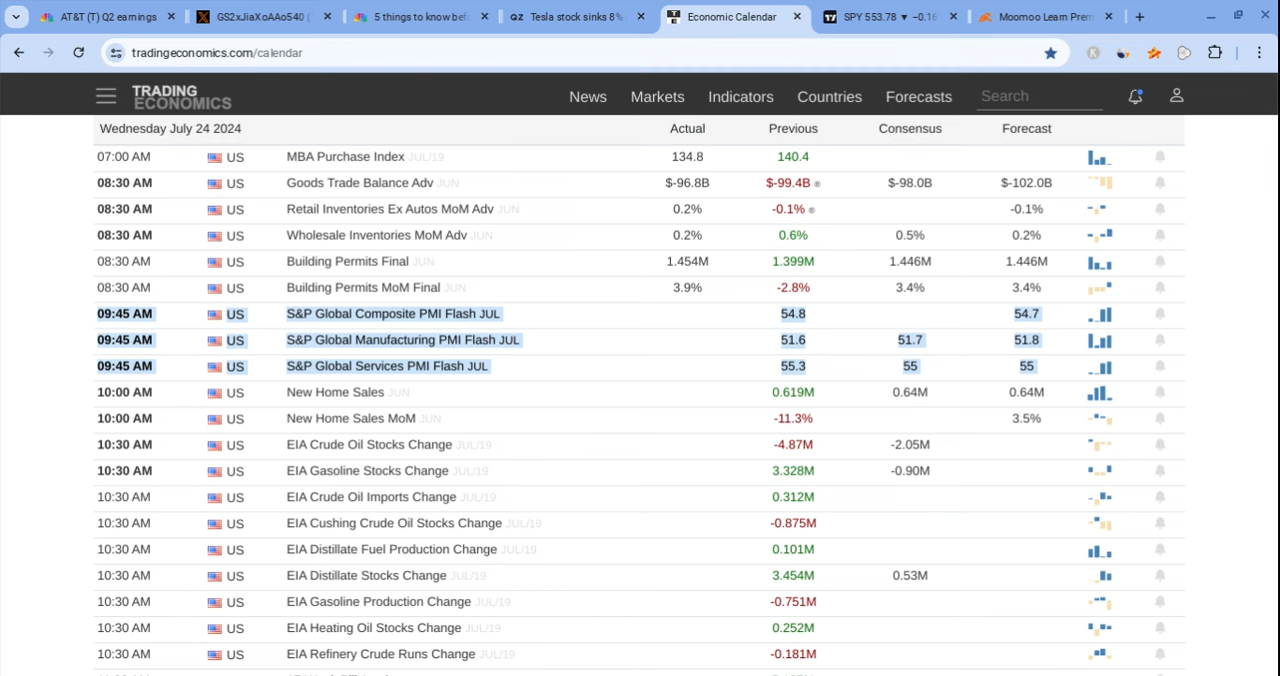 AT&T (T) Q2 earnings
GS2xJiaXoAAo540 (
5 things to know bef
QZ Tesla stock sinks 8%
Economic Calendar
SPY 553.78 ▼ −0.16
Moomoo Learn Prem
tradingeconomics.com/calendar
TRADING
ECONOMICS
News Markets Indicators Countries Forecasts Search
Wednesday July 24 2024 Actual Previous Consensus Forecast
07:00 AM US MBA Purchase Index JUL/19 134.8 140.4
08:30 AM US Goods Trade Balance Adv JUN $-96.8B $-99.4B ® $-98.0B $-102.0B
08:30 AM US Retail Inventories Ex Autos MoM Adv JUN 0.2% -0.1% ® -0.1%
08:30 AM US Wholesale Inventories MoM Adv JUN 0.2% 0.6% 0.5% 0.2%
08:30 AM US Building Permits Final JUN 1.454M 1.399M 1.446M 1.446M
08:30 AM US Building Permits MoM Final JUN 3.9% -2.8% 3.4% 3.4%
09:45 AM US S&P Global Composite PMI Flash JUL 54.8 54.7
09:45 AM US S&P Global Manufacturing PMI Flash JUL 51.6 51.7 51.8
09:45 AM US S&P Global Services PMI Flash JUL 55.3 55 55
10:00 AM US New Home Sales JUN 0.619M 0.64M 0.64M
10:00 AM US New Home Sales MoM JUN -11.3% 3.5%
10:30 AM US EIA Crude Oil Stocks Change JUL/19 -4.87M -2.05M
10:30 AM US EIA Gasoline Stocks Change JUL/19 3.328M -0.90M
10:30 AM US EIA Crude Oil Imports Change JUL/19 0.312M
10:30 AM US EIA Cushing Crude Oil Stocks Change JUL/19 -0.875M
10:30 AM US EIA Distillate Fuel Production Change JUL/19 0.101M
10:30 AM US EIA Distillate Stocks Change JUL/19 3.454M 0.53M
10:30 AM US EIA Gasoline Production Change JUL/19 -0.751M
10:30 AM US EIA Heating Oil Stocks Change JUL/19 0.252M
10:30 AM US EIA Refinery Crude Runs Change JUL/19 -0.181M